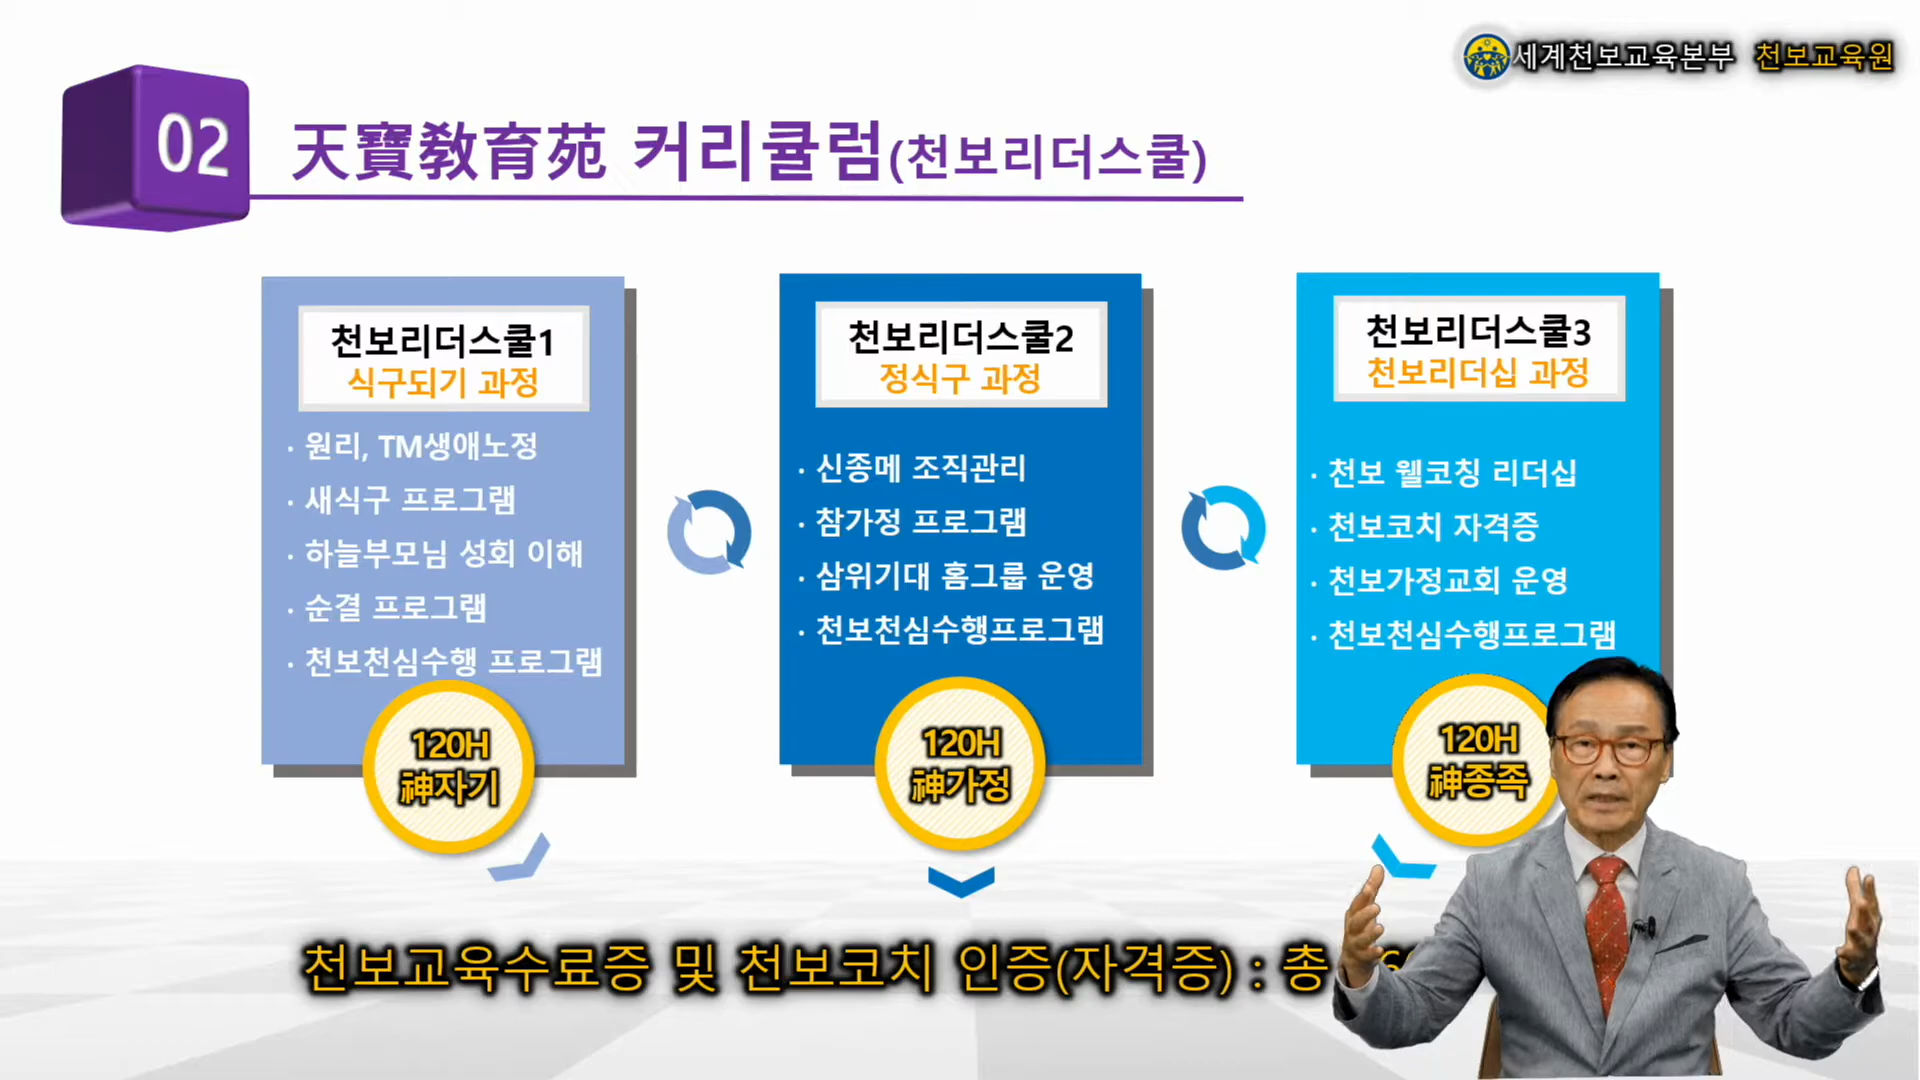 세계천보교육본부 천보교육원
02
天寶敎育苑 커리큘럼(천보리더스쿨)
천보리더스쿨1
식구되기 과정
· 원리, TM생애노정
· 새식구 프로그램
· 하늘부모님 성회 이해
· 순결 프로그램
· 천보천심수행 프로그램
120H
神자기
천보리더스쿨2
정식구 과정
· 신종메 조직관리
· 참가정 프로그램
· 삼위기대 홈그룹 운영
· 천보천심수행프로그램
120H
神가정
천보리더스쿨3
천보리더십 과정
· 천보 웰코칭 리더십
· 천보코치 자격증
· 천보가정교회 운영
· 천보천심수행프로그램
120H
神종족
천보교육수료증 및 천보코치 인증(자격증) : 총